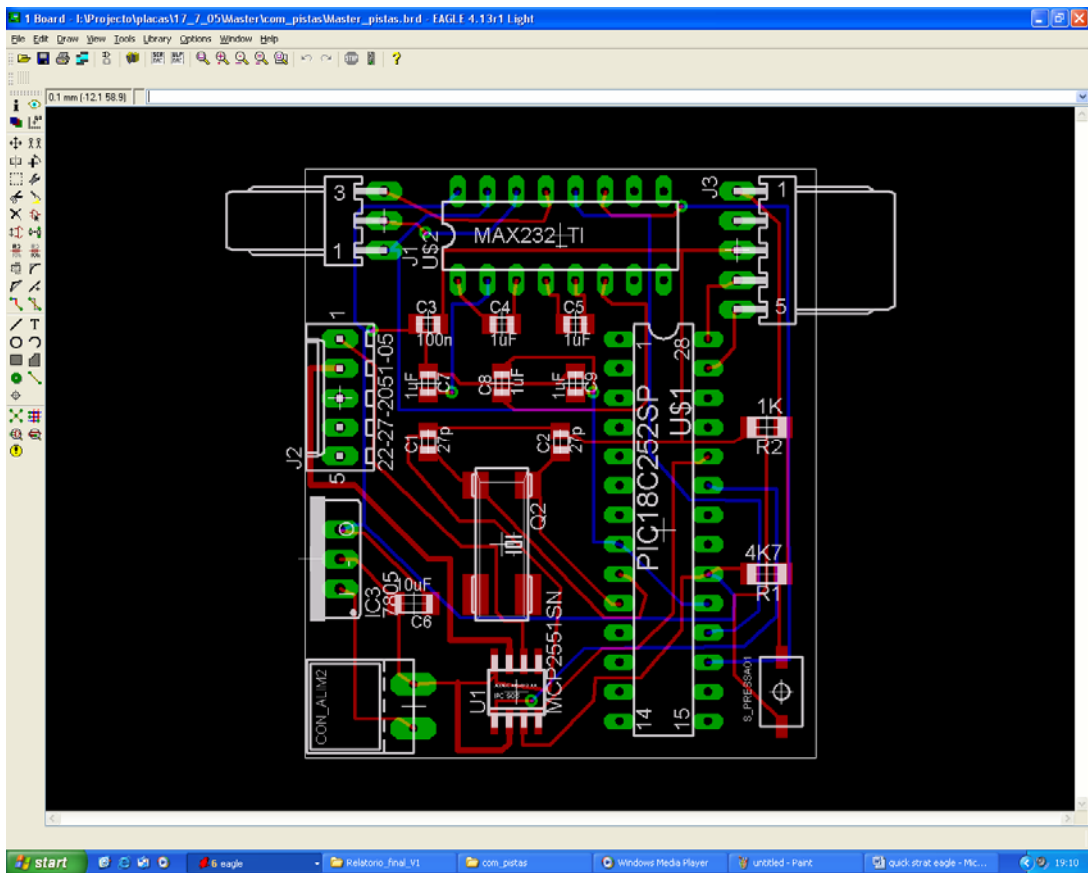 1 Board - I:\Projecto\placas\17_7_05\Master\com_pistas\Master_pistas.brd - EAGLE 4.13r1 Light
File Edit Draw View Tools Library Options Window Help
0.1 mm (-12.1 58.9)
3
1
J1
U$2
MAX232_TI
J3
1
5
C3
100n
C4
1uF
C5
1uF
1uF
C7
C8
1uF
1uF
C9
C1
27p
C2
27p
1
5
J2
22-27-2051-05
1
28
14
15
PIC18C252SP
U$1
1K
R2
4K7
R1
Q2
IC3
7805
10uF
C6
CON_ALIM2
U1
MCP2551SN
S_PRESSAO1
start
6 eagle
Relatorio_final_V1
com_pistas
Windows Media Player
untitled - Paint
quick strat eagle - Mic...
19:10